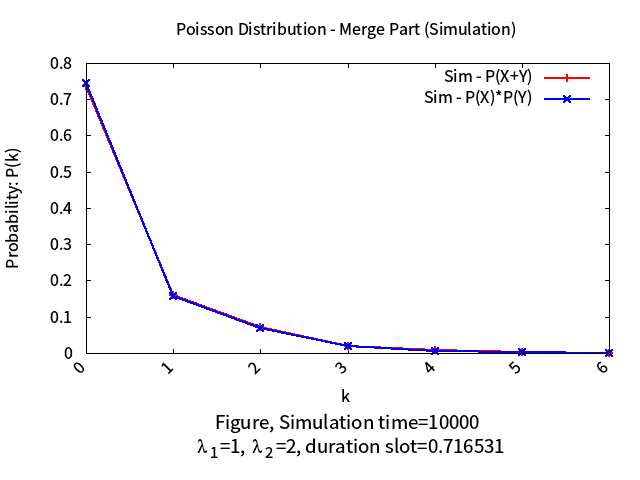 Poisson Distribution - Merge Part (Simulation)
Sim - P(X+Y)
Sim - P(X)*P(Y)
Probability: P(k)
0.8
0.7
0.6
0.5
0.4
0.3
0.2
0.1
0
0 1 2 3 4 5 6
k
Figure, Simulation time=10000
λ1=1, λ2=2, duration slot=0.716531